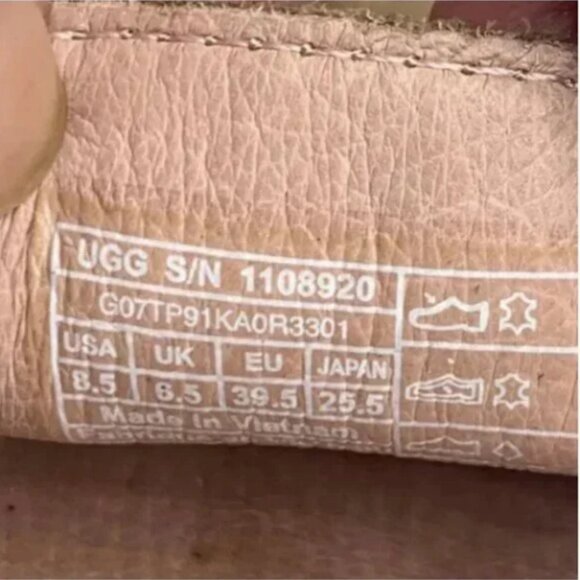 UGG S/N 1108920
G07TP91KA0R3301
USA UK EU JAPAN
8.5 6.5 39.5 25.5
Made in Vietnam